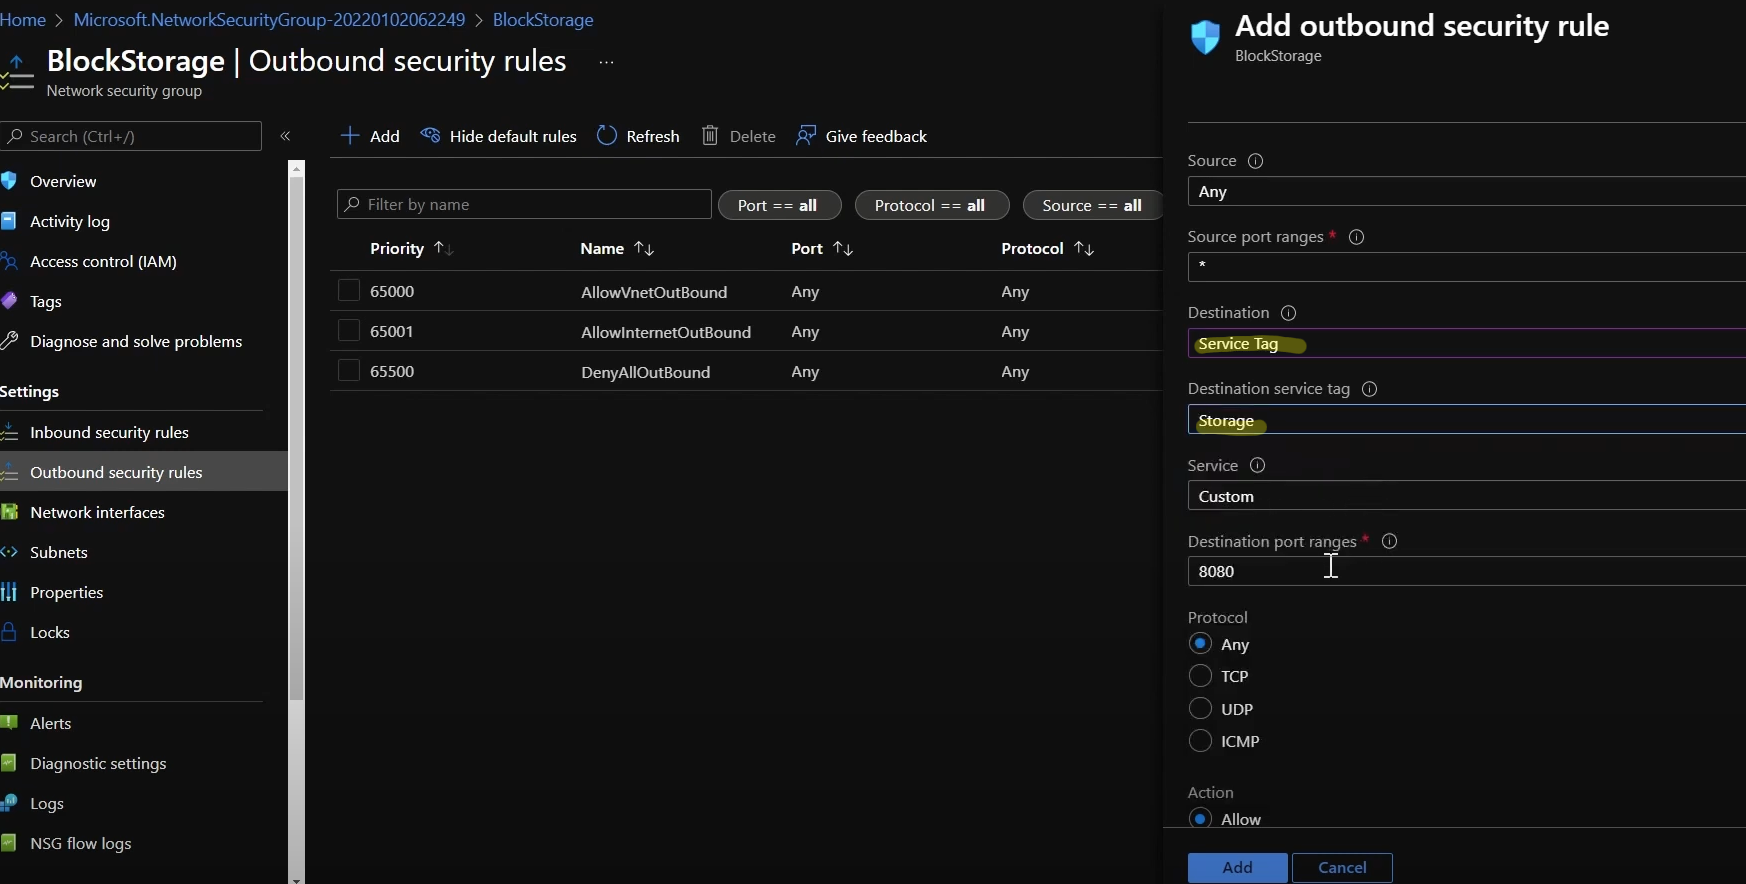 Home > Microsoft.NetworkSecurityGroup-20220102062249 > BlockStorage
BlockStorage | Outbound security rules ...
Network security group
Search (Ctrl+/) «
Overview
Activity log
Access control (IAM)
Tags
Diagnose and solve problems
Settings
Inbound security rules
Outbound security rules
Network interfaces
Subnets
Properties
Locks
Monitoring
Alerts
Diagnostic settings
Logs
NSG flow logs
Add Hide default rules Refresh Delete Give feedback
Filter by name Port == all Protocol == all Source == all
Priority ↑↓ Name ↑↓ Port ↑↓ Protocol ↑↓
65000 AllowVnetOutBound Any Any
65001 AllowInternetOutBound Any Any
65500 DenyAllOutBound Any Any
Add outbound security rule
BlockStorage
Source
Any
Source port ranges *
*
Destination
Service Tag
Destination service tag
Storage
Service
Custom
Destination port ranges *
8080
Protocol
Any
TCP
UDP
ICMP
Action
Allow
Add Cancel